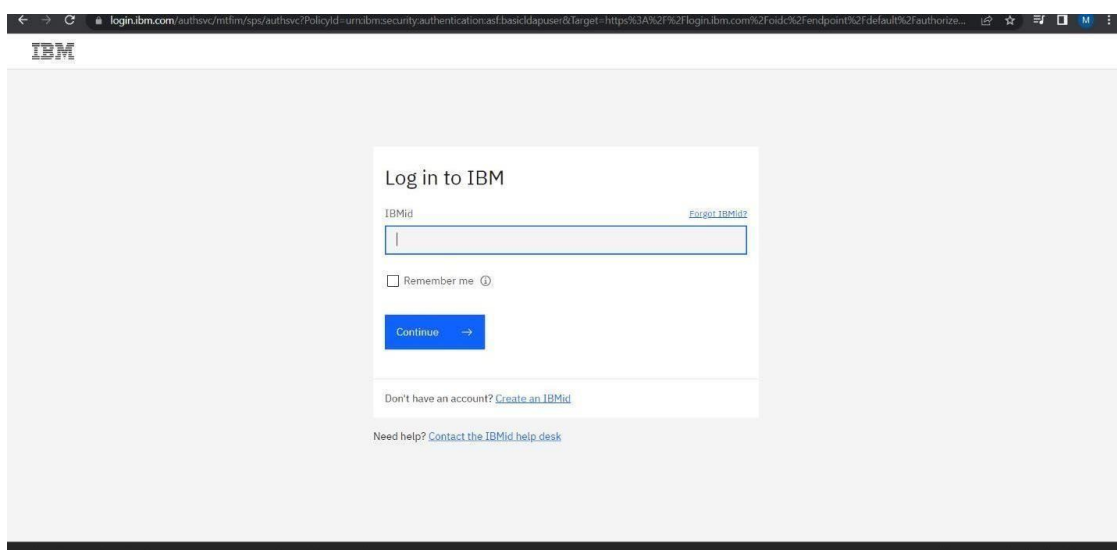 login.ibm.com/authsvc/mtfim/sps/authsvc?PolicyId=urn:ibm:security:authentication:asf:basicldapuser&Target=https%3A%2F%2Flogin.ibm.com%2Foidc%2Fendpoint%2Fdefault%2Fauthorize... M
IBM
Log in to IBM
IBMid Forgot IBMid?
Remember me
Continue →
Don't have an account? Create an IBMid
Need help? Contact the IBMid help desk